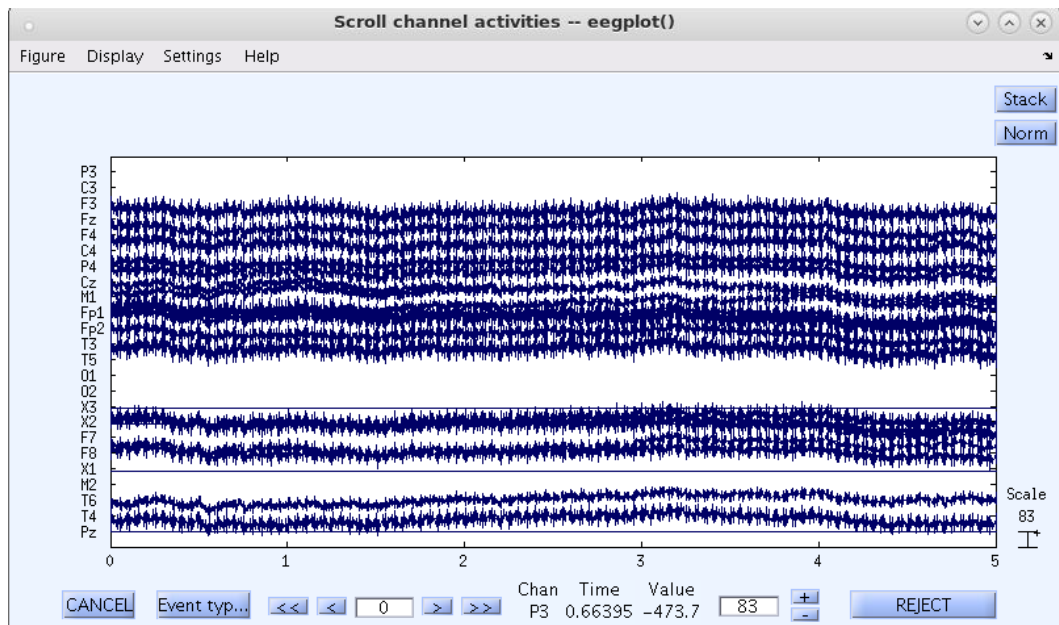 Scroll channel activities -- eegplot()
Figure Display Settings Help
Stack
Norm
P3
C3
F3
Fz
F4
C4
P4
Cz
M1
Fp1
Fp2
T3
T5
O1
O2
X3
X2
F7
F8
X1
M2
T6
T4
Pz
Scale
83
0 1 2 3 4 5
Chan Time Value
CANCEL Event typ... << < 0 > >> P3 0.66395 -473.7 83 + - REJECT